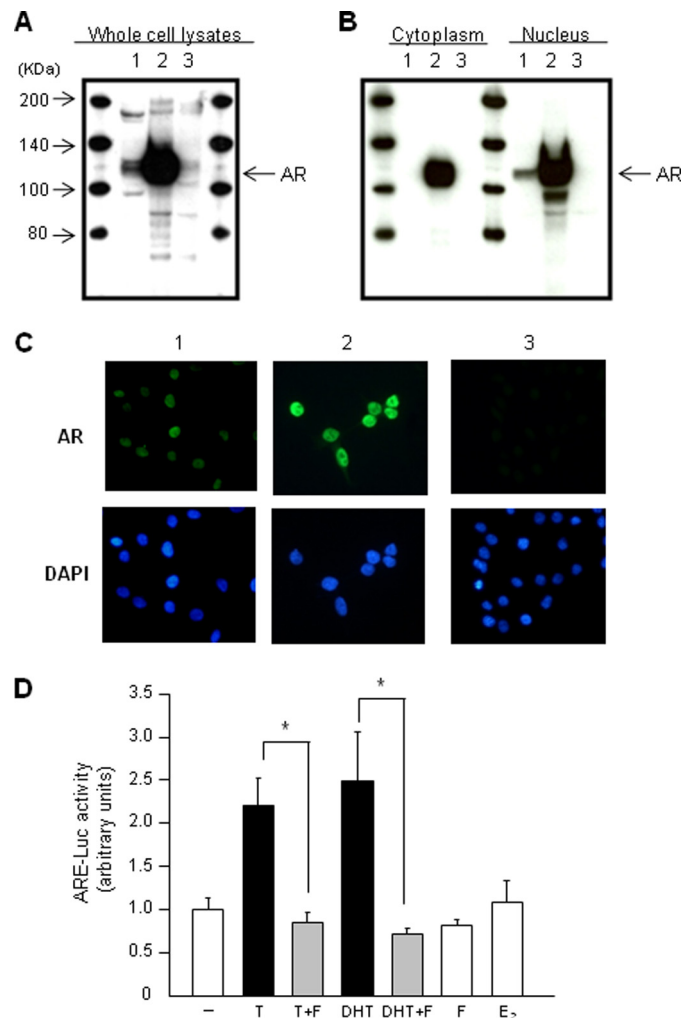 A
Whole cell lysates
1 2 3
(KDa)
200
140
100
80
AR
B
Cytoplasm Nucleus
1 2 3 1 2 3
AR
C
1 2 3
AR
DAPI
D
ARE-Luc activity
(arbitrary units)
3.5
3.0
2.5
2.0
1.5
1.0
0.5
0
* *
– T T+F DHT DHT+F F E₂